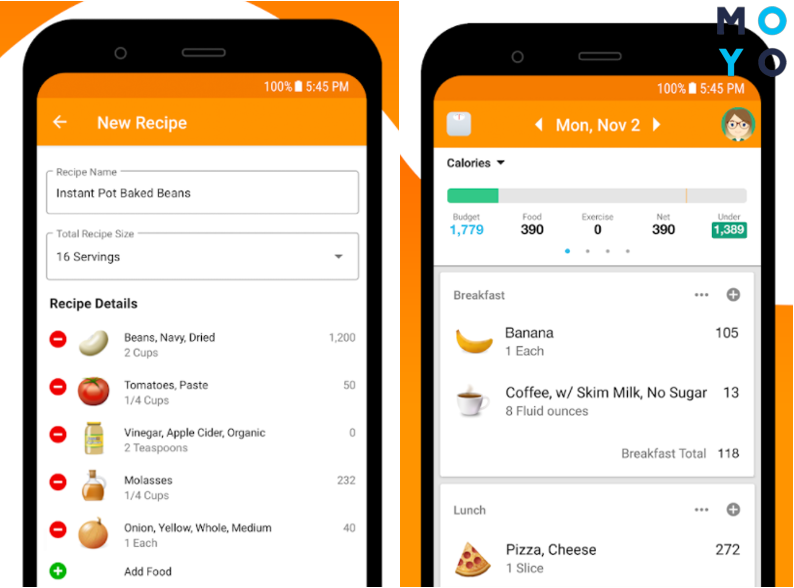 MO
YO
100% 5:45 PM
New Recipe
Recipe Name
Instant Pot Baked Beans
Total Recipe Size
16 Servings
Recipe Details
Beans, Navy, Dried 1,200
2 Cups
Tomatoes, Paste 50
1/4 Cups
Vinegar, Apple Cider, Organic 0
2 Teaspoons
Molasses 232
1/4 Cups
Onion, Yellow, Whole, Medium 40
1 Each
Add Food
100% 5:45 PM
Mon, Nov 2
Calories
Budget Food Exercise Net Under
1,779 390 0 390 1,389
Breakfast
Banana 105
1 Each
Coffee, w/ Skim Milk, No Sugar 13
8 Fluid ounces
Breakfast Total 118
Lunch
Pizza, Cheese 272
1 Slice